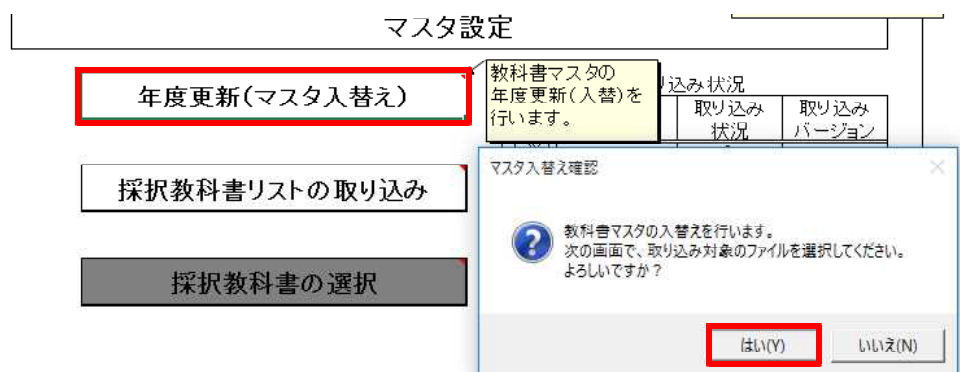 マスタ設定
年度更新(マスタ入替え)
教科書マスタの
年度更新(入替)を
行います。
り込み状況
取り込み
状況
取り込み
バージョン
採択教科書リストの取り込み
採択教科書の選択
マスタ入替え確認
教科書マスタの入替えを行います。
次の画面で、取り込み対象のファイルを選択してください。
よろしいですか？
はい(Y)
いいえ(N)